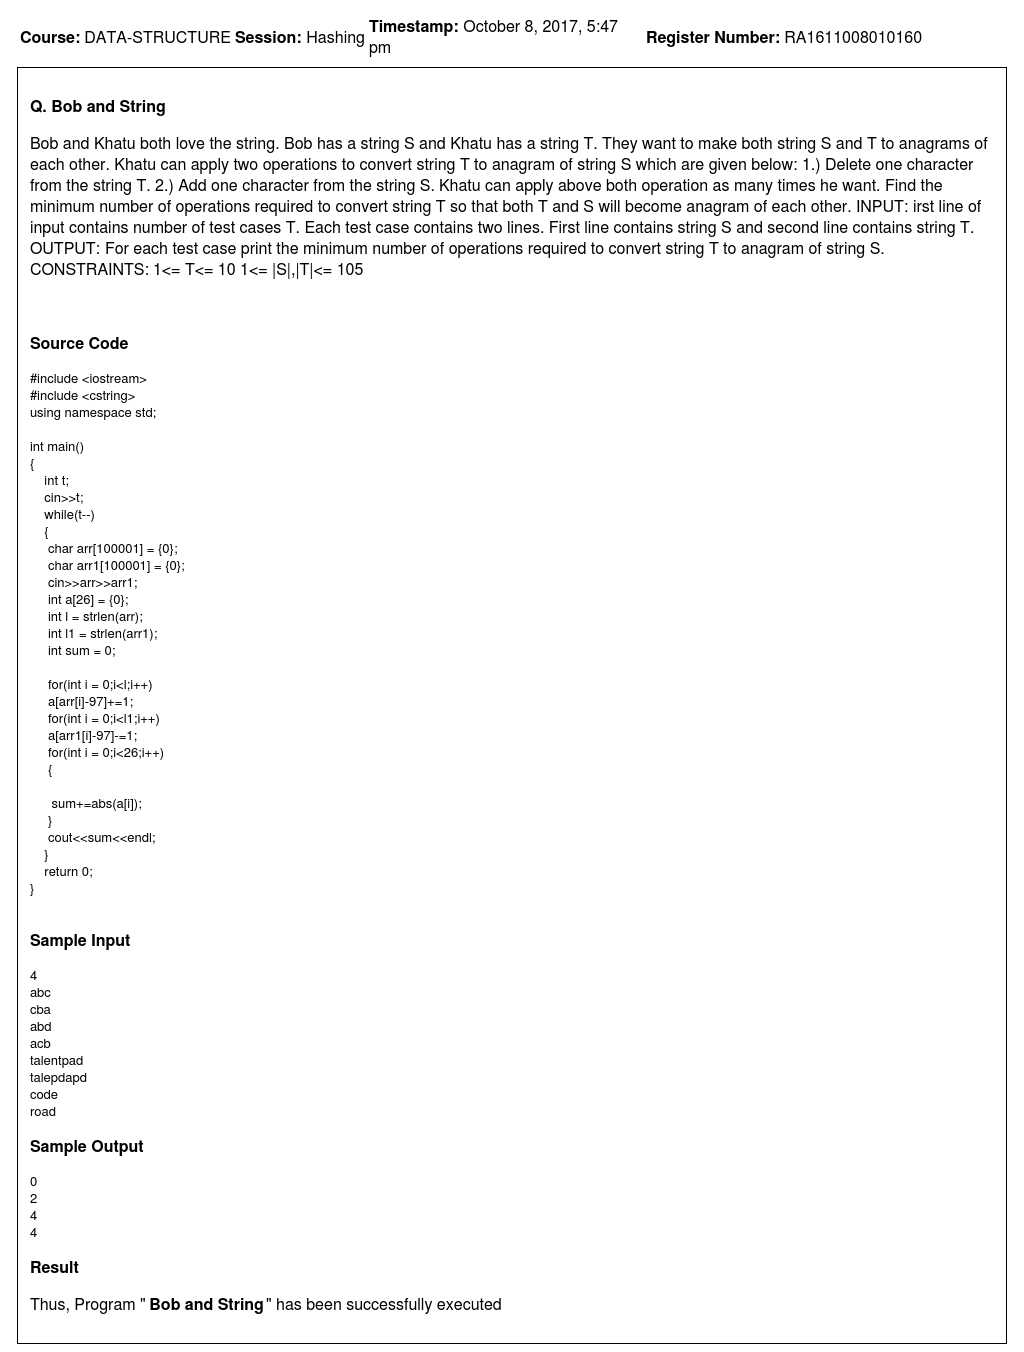 Course: DATA-STRUCTURE Session: Hashing Timestamp: October 8, 2017, 5:47 pm Register Number: RA1611008010160
Q. Bob and String
Bob and Khatu both love the string. Bob has a string S and Khatu has a string T. They want to make both string S and T to anagrams of
each other. Khatu can apply two operations to convert string T to anagram of string S which are given below: 1.) Delete one character
from the string T. 2.) Add one character from the string S. Khatu can apply above both operation as many times he want. Find the
minimum number of operations required to convert string T so that both T and S will become anagram of each other. INPUT: irst line of
input contains number of test cases T. Each test case contains two lines. First line contains string S and second line contains string T.
OUTPUT: For each test case print the minimum number of operations required to convert string T to anagram of string S.
CONSTRAINTS: 1<= T<= 10 1<= |S|,|T|<= 105
Source Code
#include <iostream>
#include <cstring>
using namespace std;
int main()
{
int t;
cin>>t;
while(t--)
{
char arr[100001] = {0};
char arr1[100001] = {0};
cin>>arr>>arr1;
int a[26] = {0};
int l = strlen(arr);
int l1 = strlen(arr1);
int sum = 0;
for(int i = 0;i<l;i++)
a[arr[i]-97]+=1;
for(int i = 0;i<l1;i++)
a[arr1[i]-97]-=1;
for(int i = 0;i<26;i++)
{
sum+=abs(a[i]);
}
cout<<sum<<endl;
}
return 0;
}
Sample Input
4
abc
cba
abd
acb
talentpad
talepdapd
code
road
Sample Output
0
2
4
4
Result
Thus, Program " Bob and String" has been successfully executed